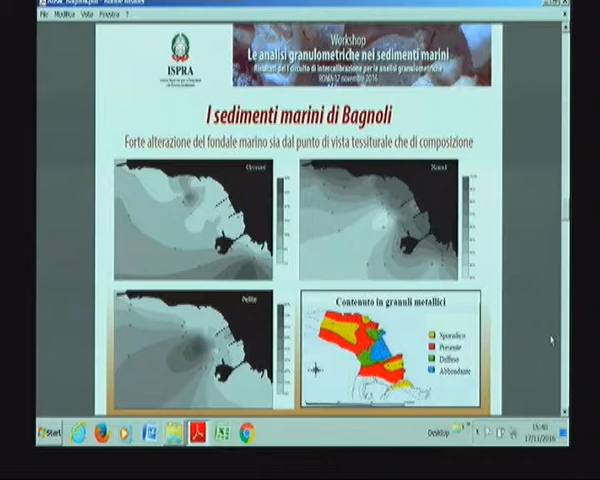 File Modifica Vista Finestra ?
ISPRA
Workshop
Le analisi granulometriche nei sedimenti marini
Risultati del circuito di intercalibrazione per le analisi granulometriche
ROMA 17 novembre 2016
I sedimenti marini di Bagnoli
Forte alterazione del fondale marino sia dal punto di vista tessiturale che di composizione
Sand
Pelite
Contenuto in granuli metallici
Sporadico
Presente
Diffuso
Abbondante
Start
Desktop
15:40
17/11/2016